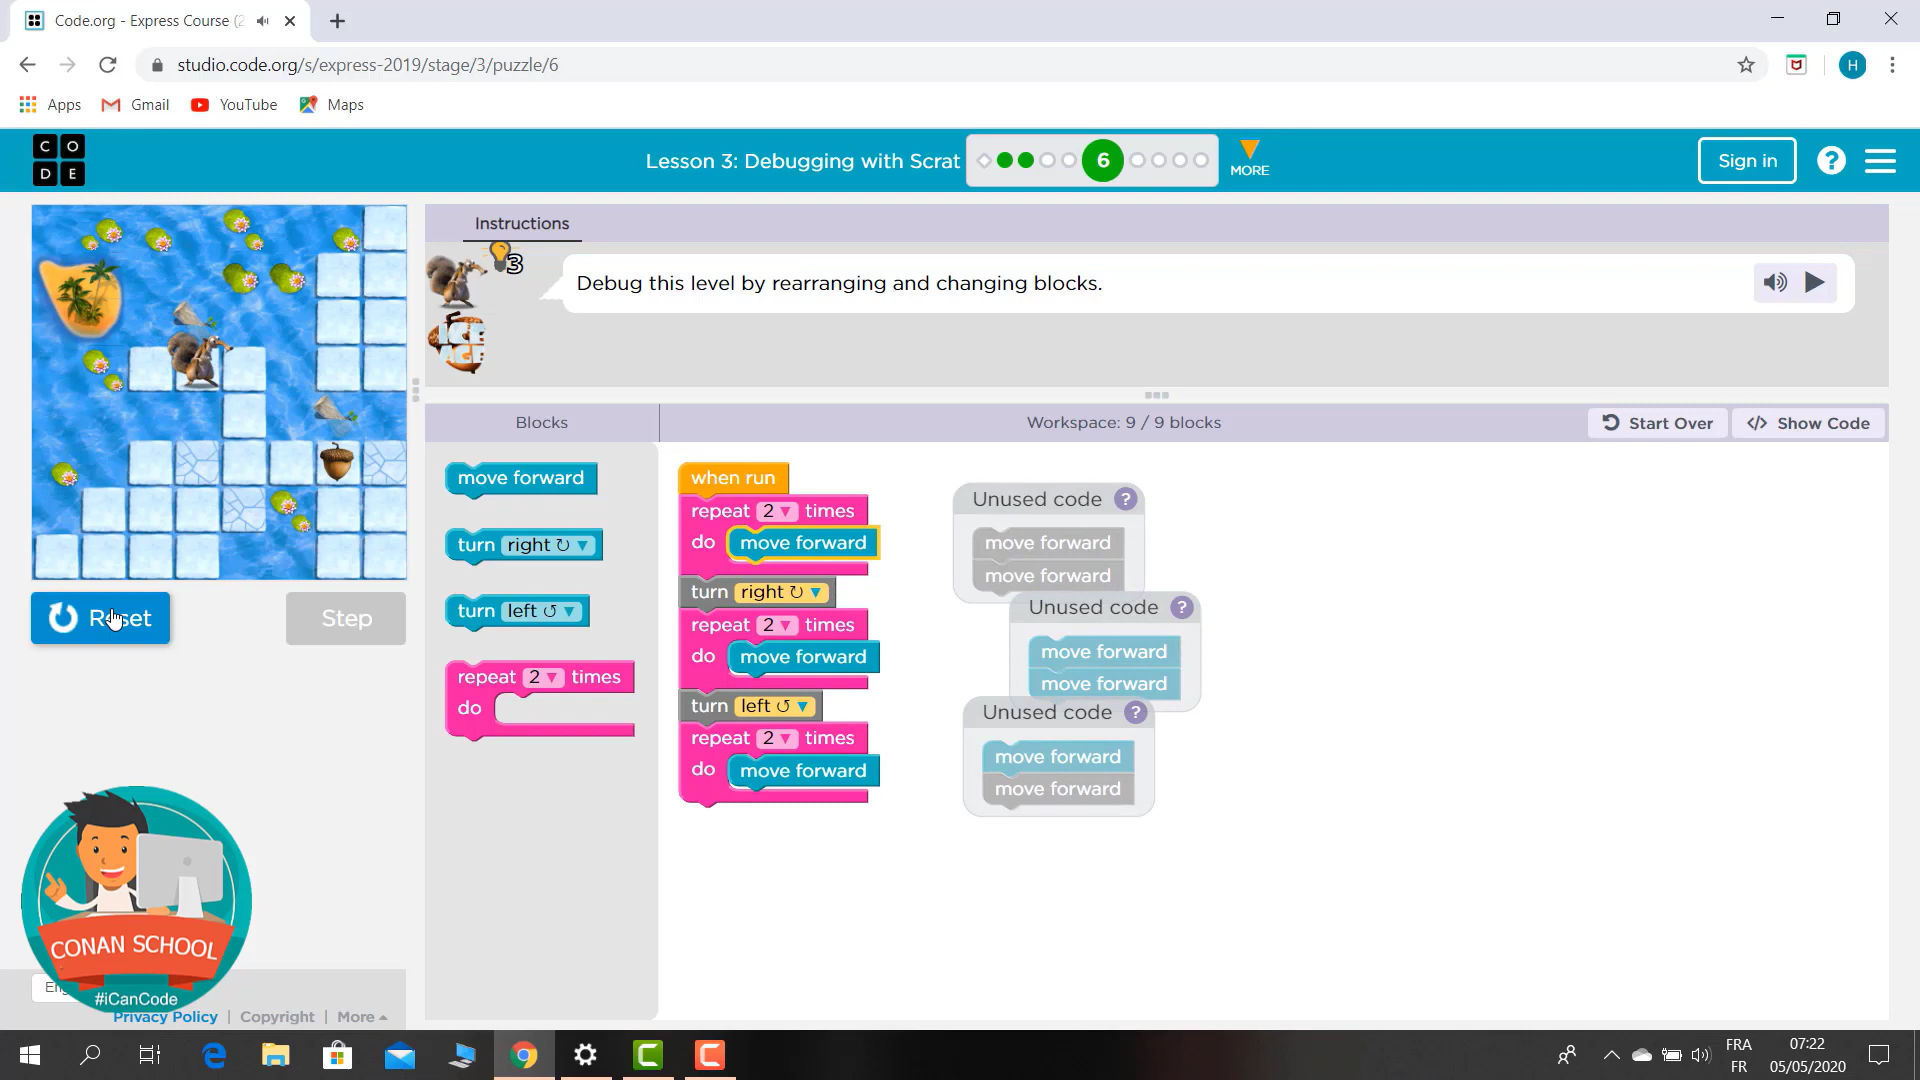 Code.org - Express Course (2
studio.code.org/s/express-2019/stage/3/puzzle/6
H
Apps
Gmail
YouTube
Maps
C O
D E
Lesson 3: Debugging with Scrat
6
MORE
Sign in
?
Instructions
3
Debug this level by rearranging and changing blocks.
ICE
AGE
Blocks
Workspace: 9 / 9 blocks
Start Over
Show Code
move forward
turn right
turn left
repeat 2 times
do
when run
repeat 2 times
do move forward
turn right
repeat 2 times
do move forward
turn left
repeat 2 times
do move forward
Unused code ?
move forward
move forward
Unused code ?
move forward
move forward
Unused code ?
move forward
move forward
Reset
Step
CONAN SCHOOL
#iCanCode
Privacy Policy | Copyright | More
FRA
FR
07:22
05/05/2020